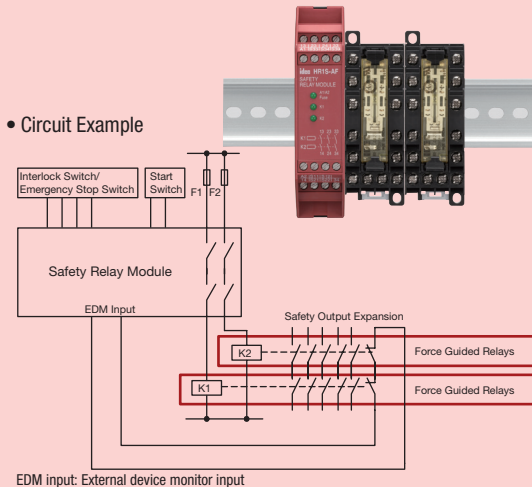 idec HR1S-AF
SAFETY
RELAY MODULE
• Circuit Example
Interlock Switch/
Emergency Stop Switch
Start
Switch
F1 F2
Safety Relay Module
EDM Input
Safety Output Expansion
K2
Force Guided Relays
K1
Force Guided Relays
EDM input: External device monitor input